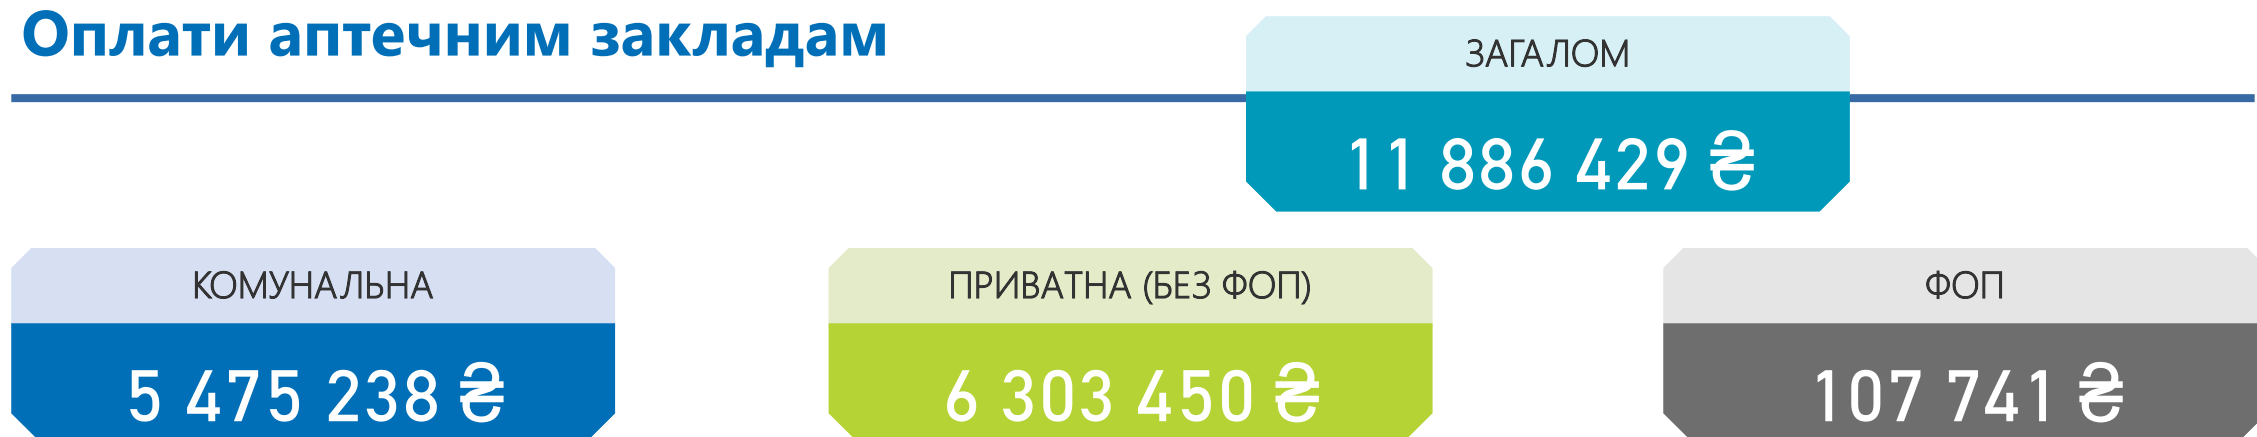 Оплати аптечним закладам
ЗАГАЛОМ
11 886 429 ₴
КОМУНАЛЬНА
5 475 238 ₴
ПРИВАТНА (БЕЗ ФОП)
6 303 450 ₴
ФОП
107 741 ₴